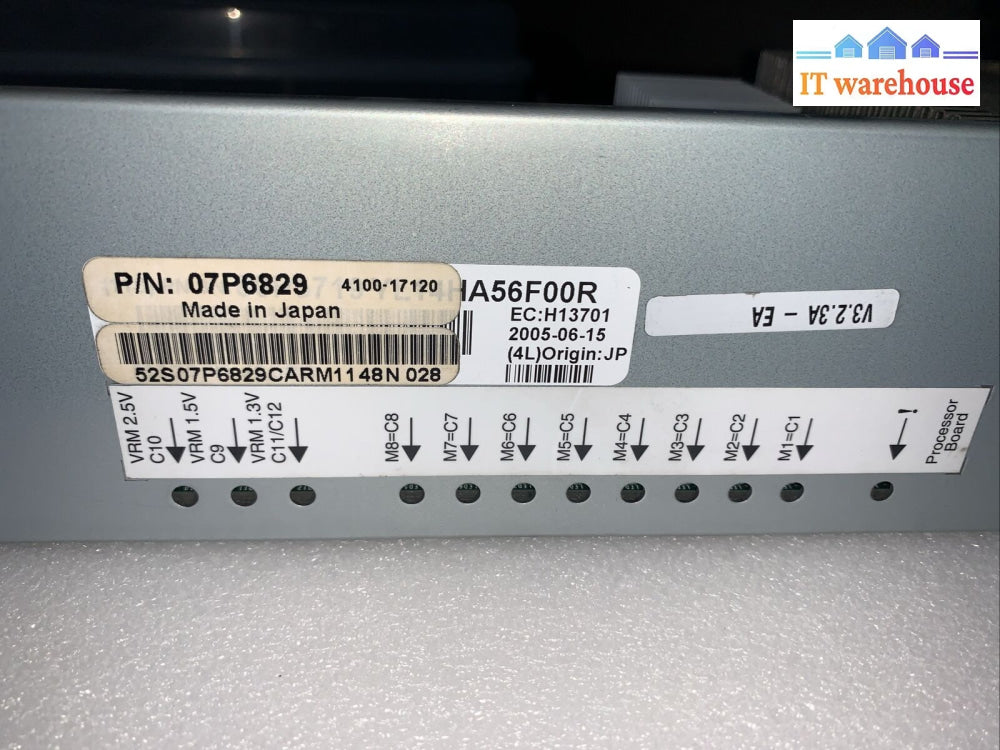 IT warehouse
P/N: 07P6829 4100-17120
Made in Japan
52S07P6829CARM1148N 028
HA56F00R
EC:H13701
2005-06-15
(4L)Origin:JP
V3.2.3A - EA
VRM 2.5V
C10
VRM 1.5V
C9
VRM 1.3V
C11/C12
M8=C8
M7=C7
M6=C6
M5=C5
M4=C4
M3=C3
M2=C2
M1=C1
!
Processor
Board